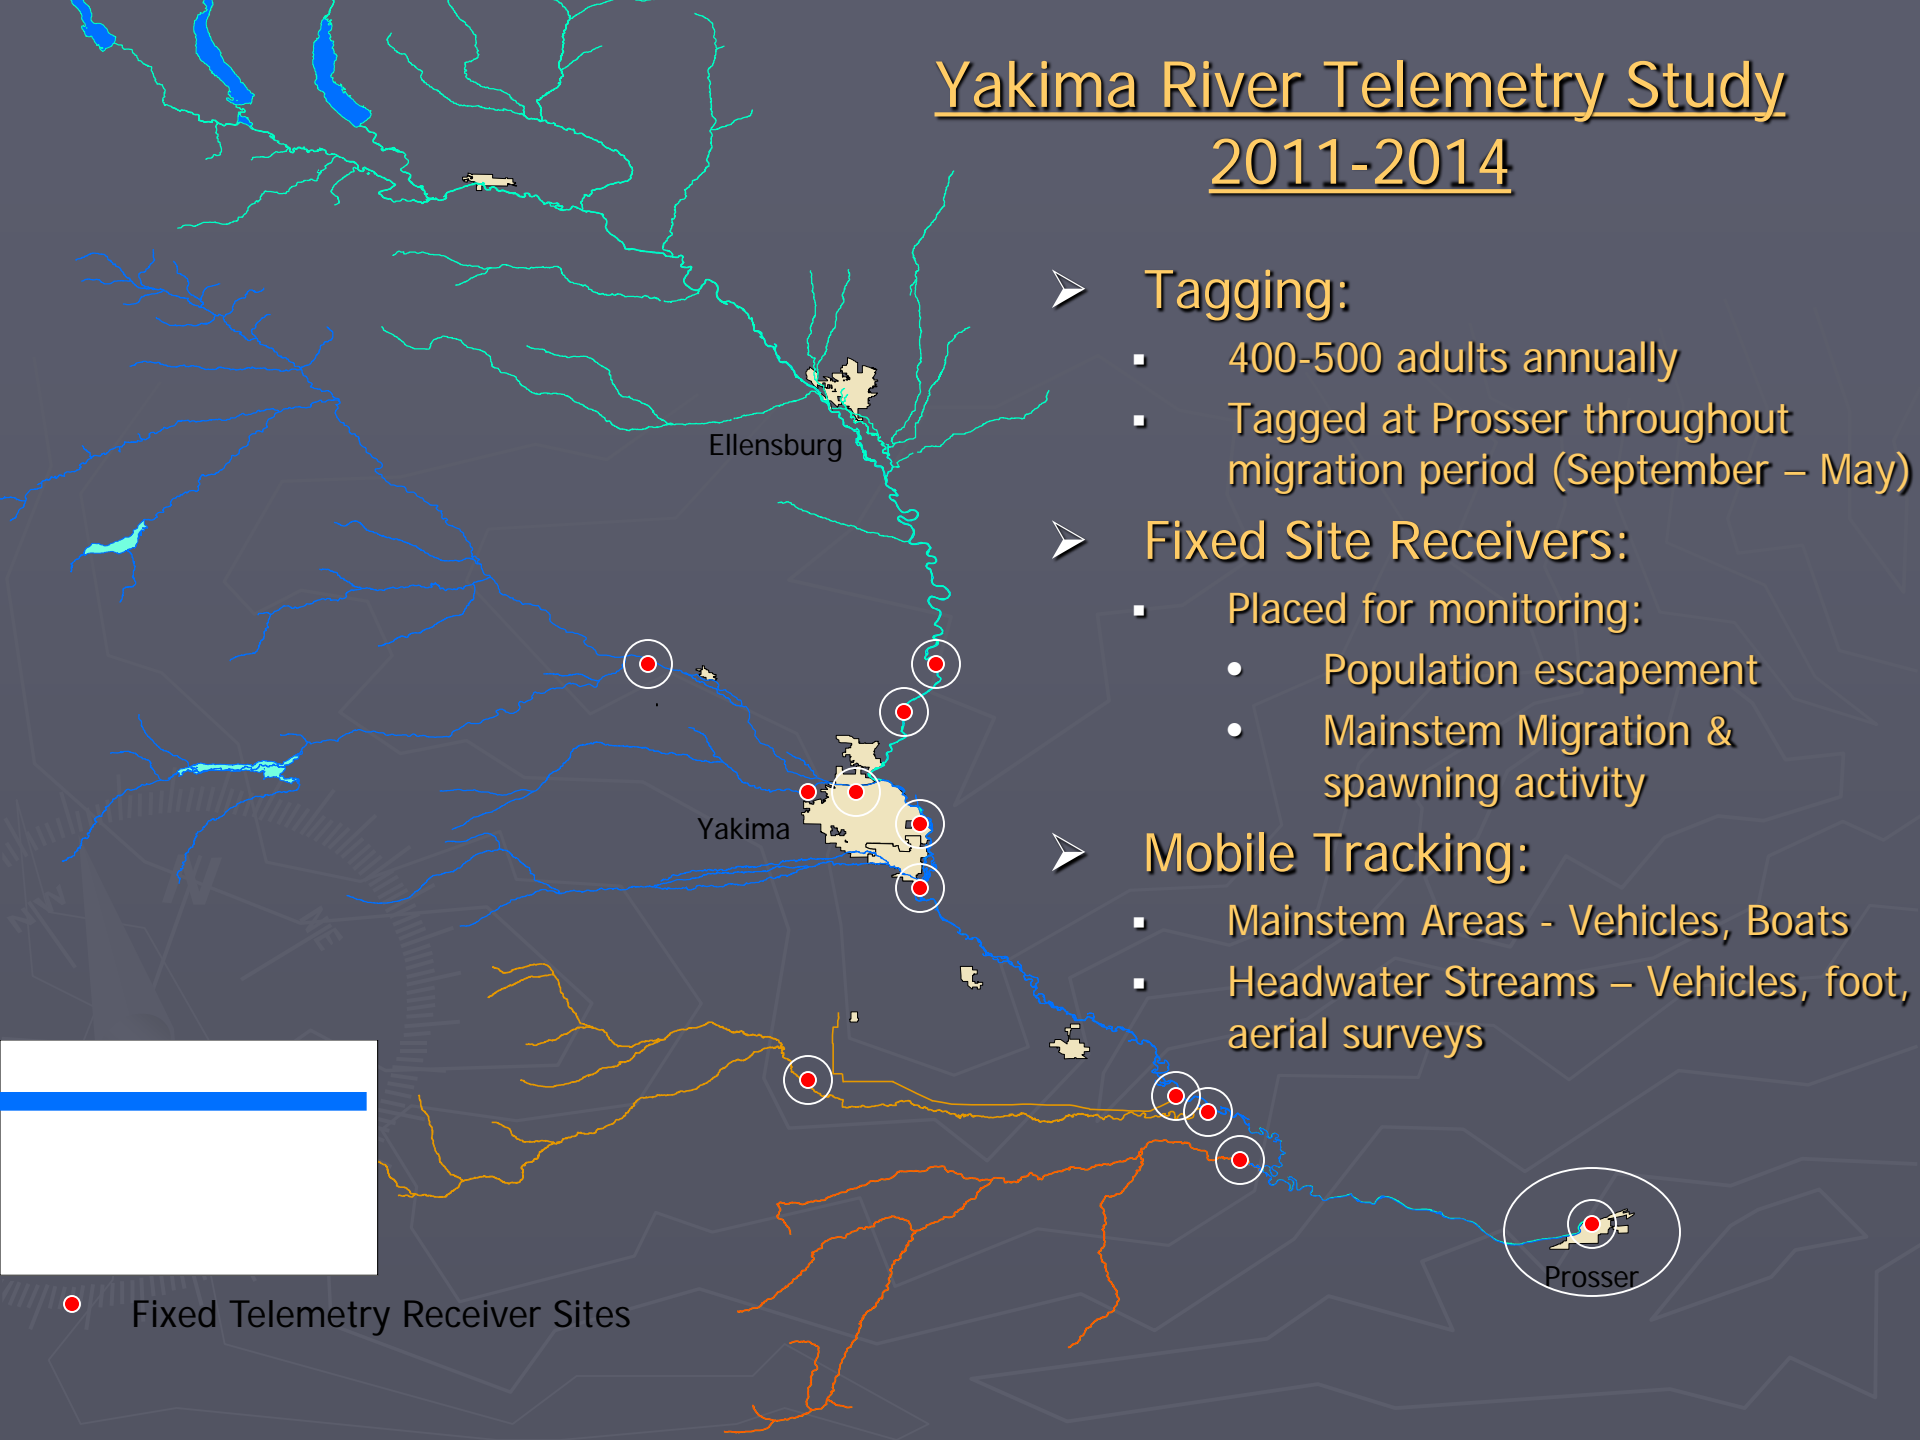 Yakima River Telemetry Study
2011-2014
Tagging:
400-500 adults annually
Tagged at Prosser throughout
migration period (September – May)
Fixed Site Receivers:
Placed for monitoring:
Population escapement
Mainstem Migration &
spawning activity
Mobile Tracking:
Mainstem Areas - Vehicles, Boats
Headwater Streams – Vehicles, foot,
aerial surveys
Ellensburg
Yakima
Prosser
Fixed Telemetry Receiver Sites
NW
N
NE